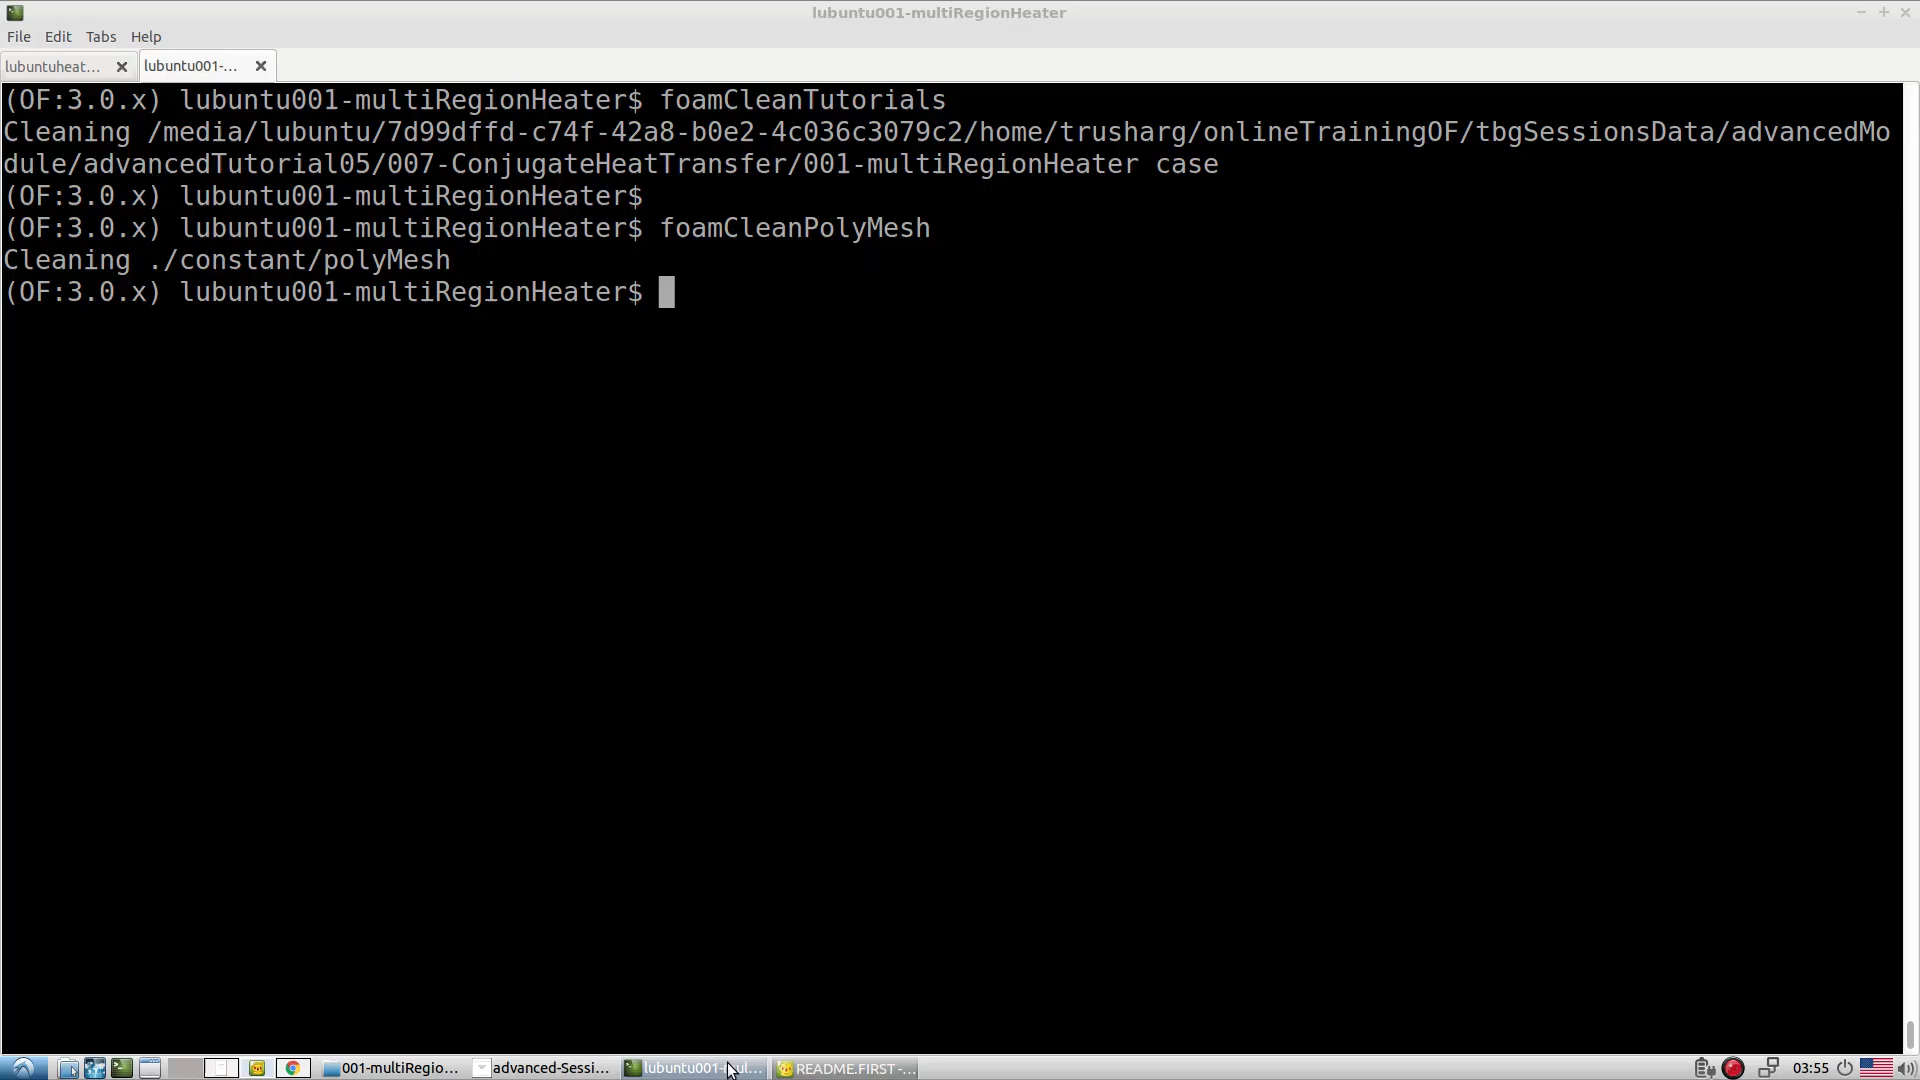 lubuntu001-multiRegionHeater
File Edit Tabs Help
lubuntuheat... lubuntu001-...
(OF:3.0.x) lubuntu001-multiRegionHeater$ foamCleanTutorials
Cleaning /media/lubuntu/7d99dffd-c74f-42a8-b0e2-4c036c3079c2/home/trusharg/onlineTrainingOF/tbgSessionsData/advancedMo
dule/advancedTutorial05/007-ConjugateHeatTransfer/001-multiRegionHeater case
(OF:3.0.x) lubuntu001-multiRegionHeater$
(OF:3.0.x) lubuntu001-multiRegionHeater$ foamCleanPolyMesh
Cleaning ./constant/polyMesh
(OF:3.0.x) lubuntu001-multiRegionHeater$
001-multiRegio... advanced-Sessi... lubuntu001-mul... README.FIRST -... 03:55